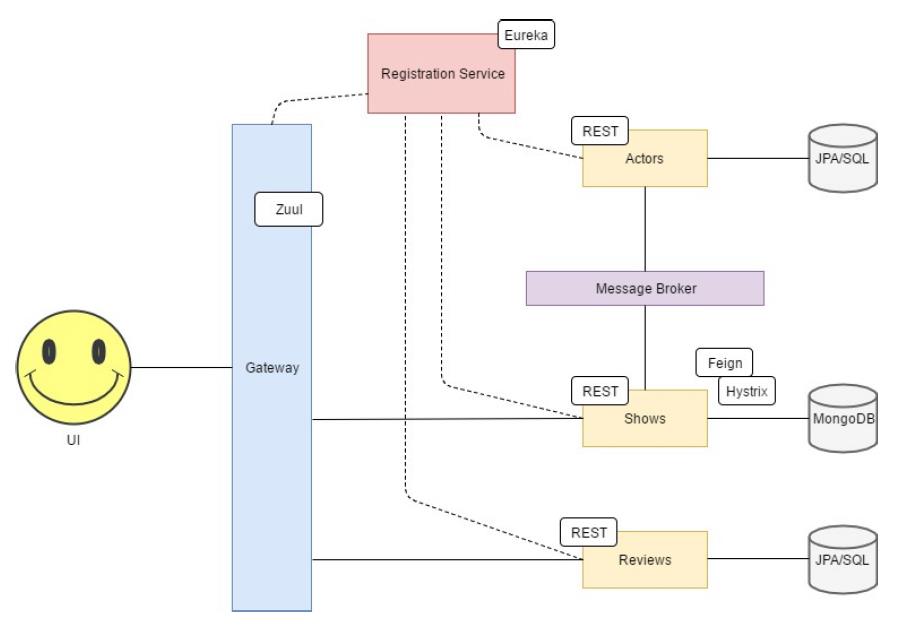 Eureka
Registration Service
REST
Actors
JPA/SQL
Zuul
Message Broker
Feign
Hystrix
Gateway
REST
Shows
MongoDB
UI
REST
Reviews
JPA/SQL